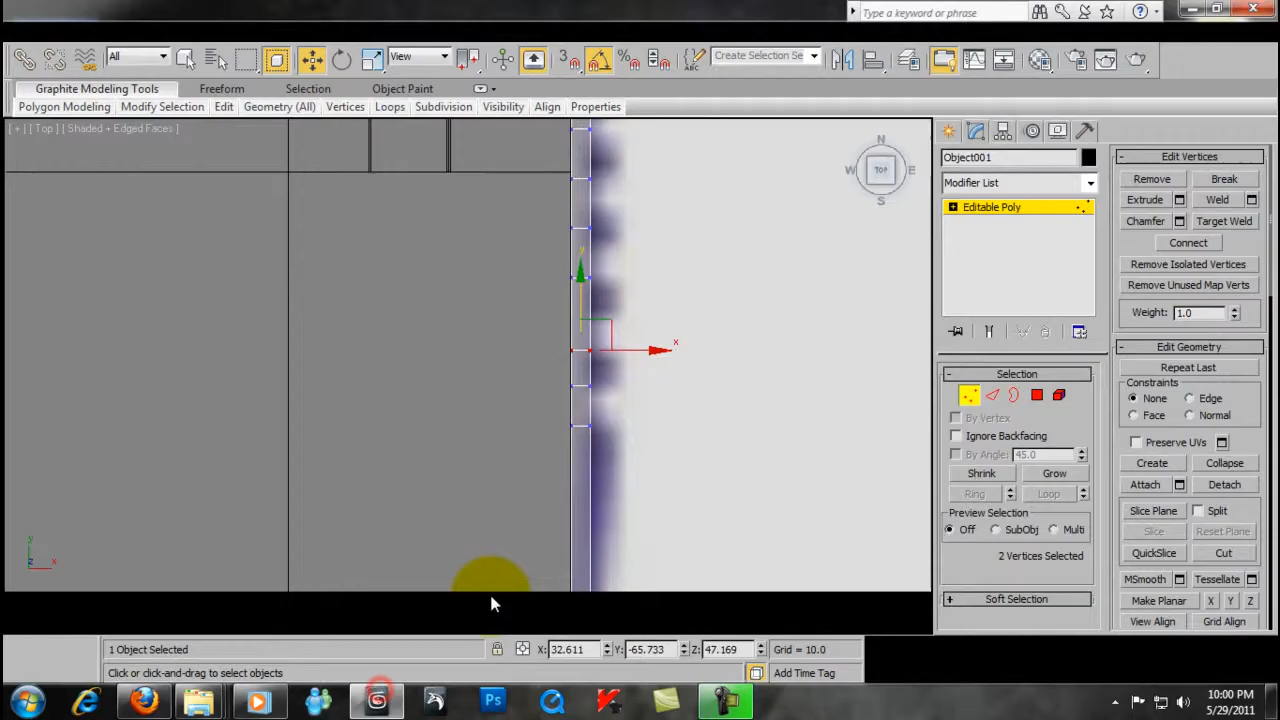 Type a keyword or phrase
All
View
3
Create Selection Se
Graphite Modeling Tools
Freeform
Selection
Object Paint
Polygon Modeling
Modify Selection
Edit
Geometry (All)
Vertices
Loops
Subdivision
Visibility
Align
Properties
[ + ] [ Top ] [ Shaded + Edged Faces ]
N
W
TOP
E
S
y
x
y
z
x
Object001
Modifier List
Editable Poly
Selection
By Vertex
Ignore Backfacing
By Angle:
45.0
Shrink
Grow
Ring
Loop
Preview Selection
Off
SubObj
Multi
2 Vertices Selected
Soft Selection
Edit Vertices
Remove
Break
Extrude
Weld
Chamfer
Target Weld
Connect
Remove Isolated Vertices
Remove Unused Map Verts
Weight: 1.0
Edit Geometry
Repeat Last
Constraints
None
Edge
Face
Normal
Preserve UVs
Create
Collapse
Attach
Detach
Slice Plane
Split
Slice
Reset Plane
QuickSlice
Cut
MSmooth
Tessellate
Make Planar
X
Y
Z
View Align
Grid Align
1 Object Selected
X: 32.611
Y: -65.733
Z: 47.169
Grid = 10.0
Click or click-and-drag to select objects
Add Time Tag
Ps
10:00 PM
5/29/2011